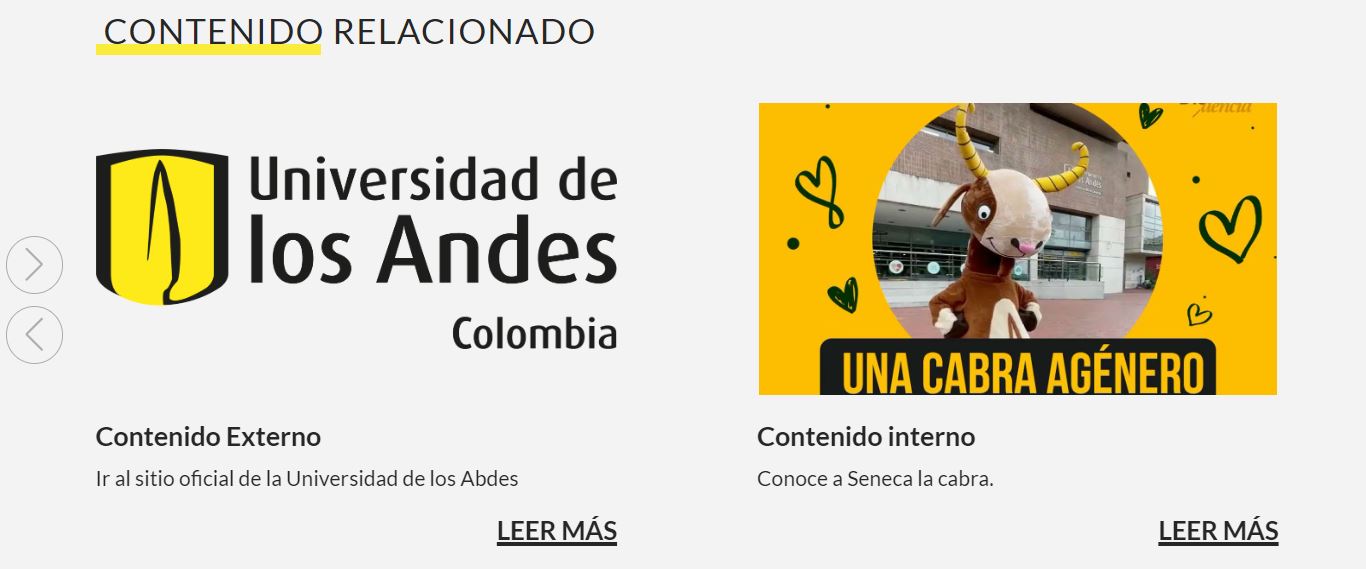 CONTENIDO RELACIONADO
Universidad de
los Andes
Colombia
UNA CABRA AGÉNERO
Contenido Externo
Ir al sitio oficial de la Universidad de los Abdes
LEER MÁS
Contenido interno
Conoce a Seneca la cabra.
LEER MÁS